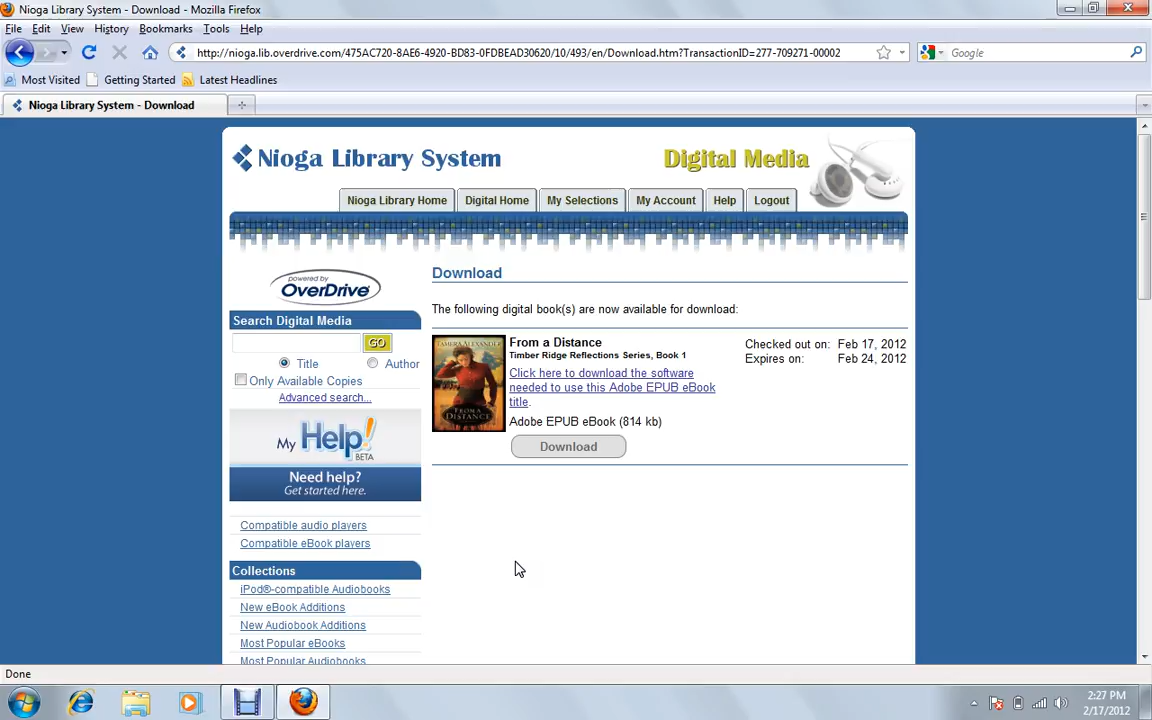 Nioga Library System - Download - Mozilla Firefox
File Edit View History Bookmarks Tools Help
http://nioga.lib.overdrive.com/475AC720-8AE6-4920-BD83-0FDBEAD30620/10/493/en/Download.htm?TransactionID=277-709271-00002
Google
Most Visited Getting Started Latest Headlines
Nioga Library System - Download
Nioga Library System
Digital Media
Nioga Library Home Digital Home My Selections My Account Help Logout
powered by
OverDrive
Search Digital Media
GO
Title Author
Only Available Copies
Advanced search...
My Help!
BETA
Need help?
Get started here.
Compatible audio players
Compatible eBook players
Collections
iPod®-compatible Audiobooks
New eBook Additions
New Audiobook Additions
Most Popular eBooks
Most Popular Audiobooks
Download
The following digital book(s) are now available for download:
TAMERA ALEXANDER
FROM A
DISTANCE
From a Distance
Timber Ridge Reflections Series, Book 1
Click here to download the software
needed to use this Adobe EPUB eBook
title.
Adobe EPUB eBook (814 kb)
Download
Checked out on: Feb 17, 2012
Expires on: Feb 24, 2012
Done
2:27 PM
2/17/2012